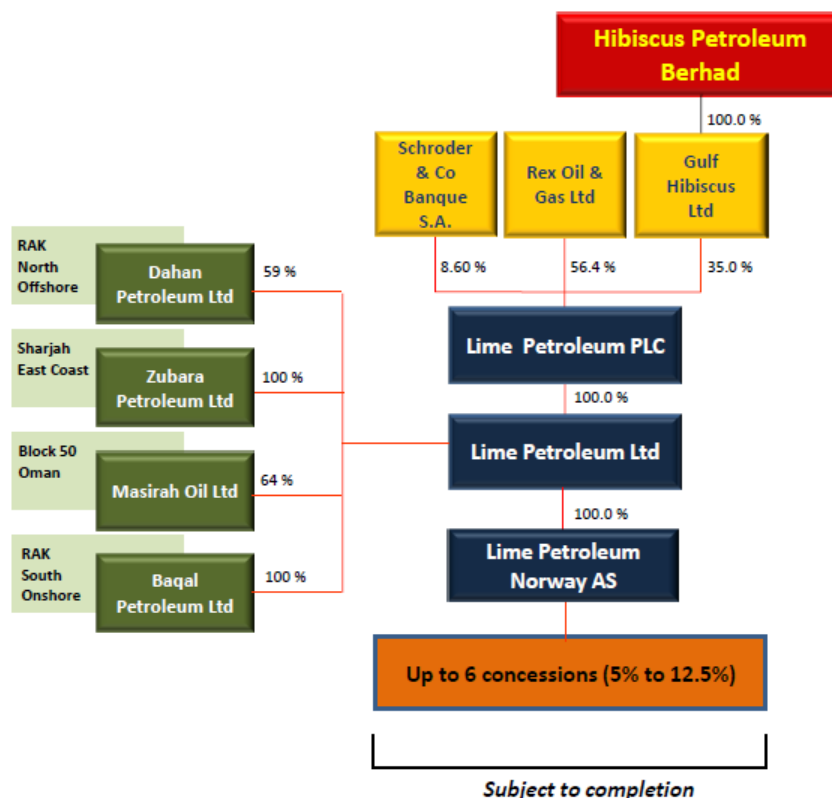 Hibiscus Petroleum
Berhad
100.0 %
Schroder
& Co
Banque
S.A.
Rex Oil &
Gas Ltd
Gulf
Hibiscus
Ltd
8.60 %
56.4 %
35.0 %
RAK
North
Offshore
Dahan
Petroleum Ltd
59 %
Sharjah
East Coast
Zubara
Petroleum Ltd
100 %
Block 50
Oman
Masirah Oil Ltd
64 %
RAK
South
Onshore
Baqal
Petroleum Ltd
100 %
Lime Petroleum PLC
100.0 %
Lime Petroleum Ltd
100.0 %
Lime Petroleum
Norway AS
Up to 6 concessions (5% to 12.5%)
Subject to completion